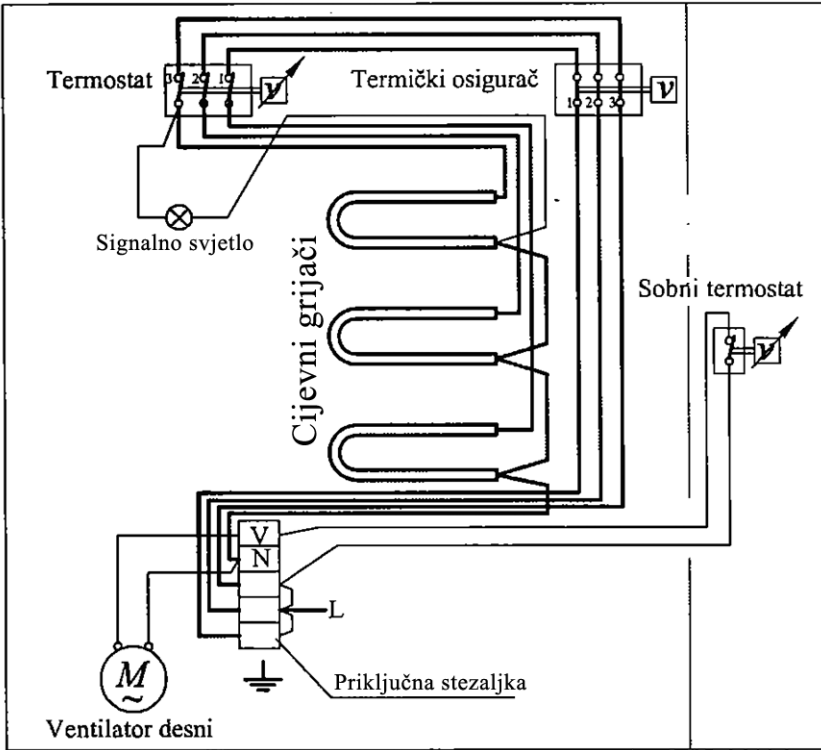 3 2 1
Termostat
v
Termički osigurač
1 2 3
v
Signalno svjetlo
Cijevni grijači
Sobni termostat
v
V
N
L
M
~
Priključna stezaljka
Ventilator desni